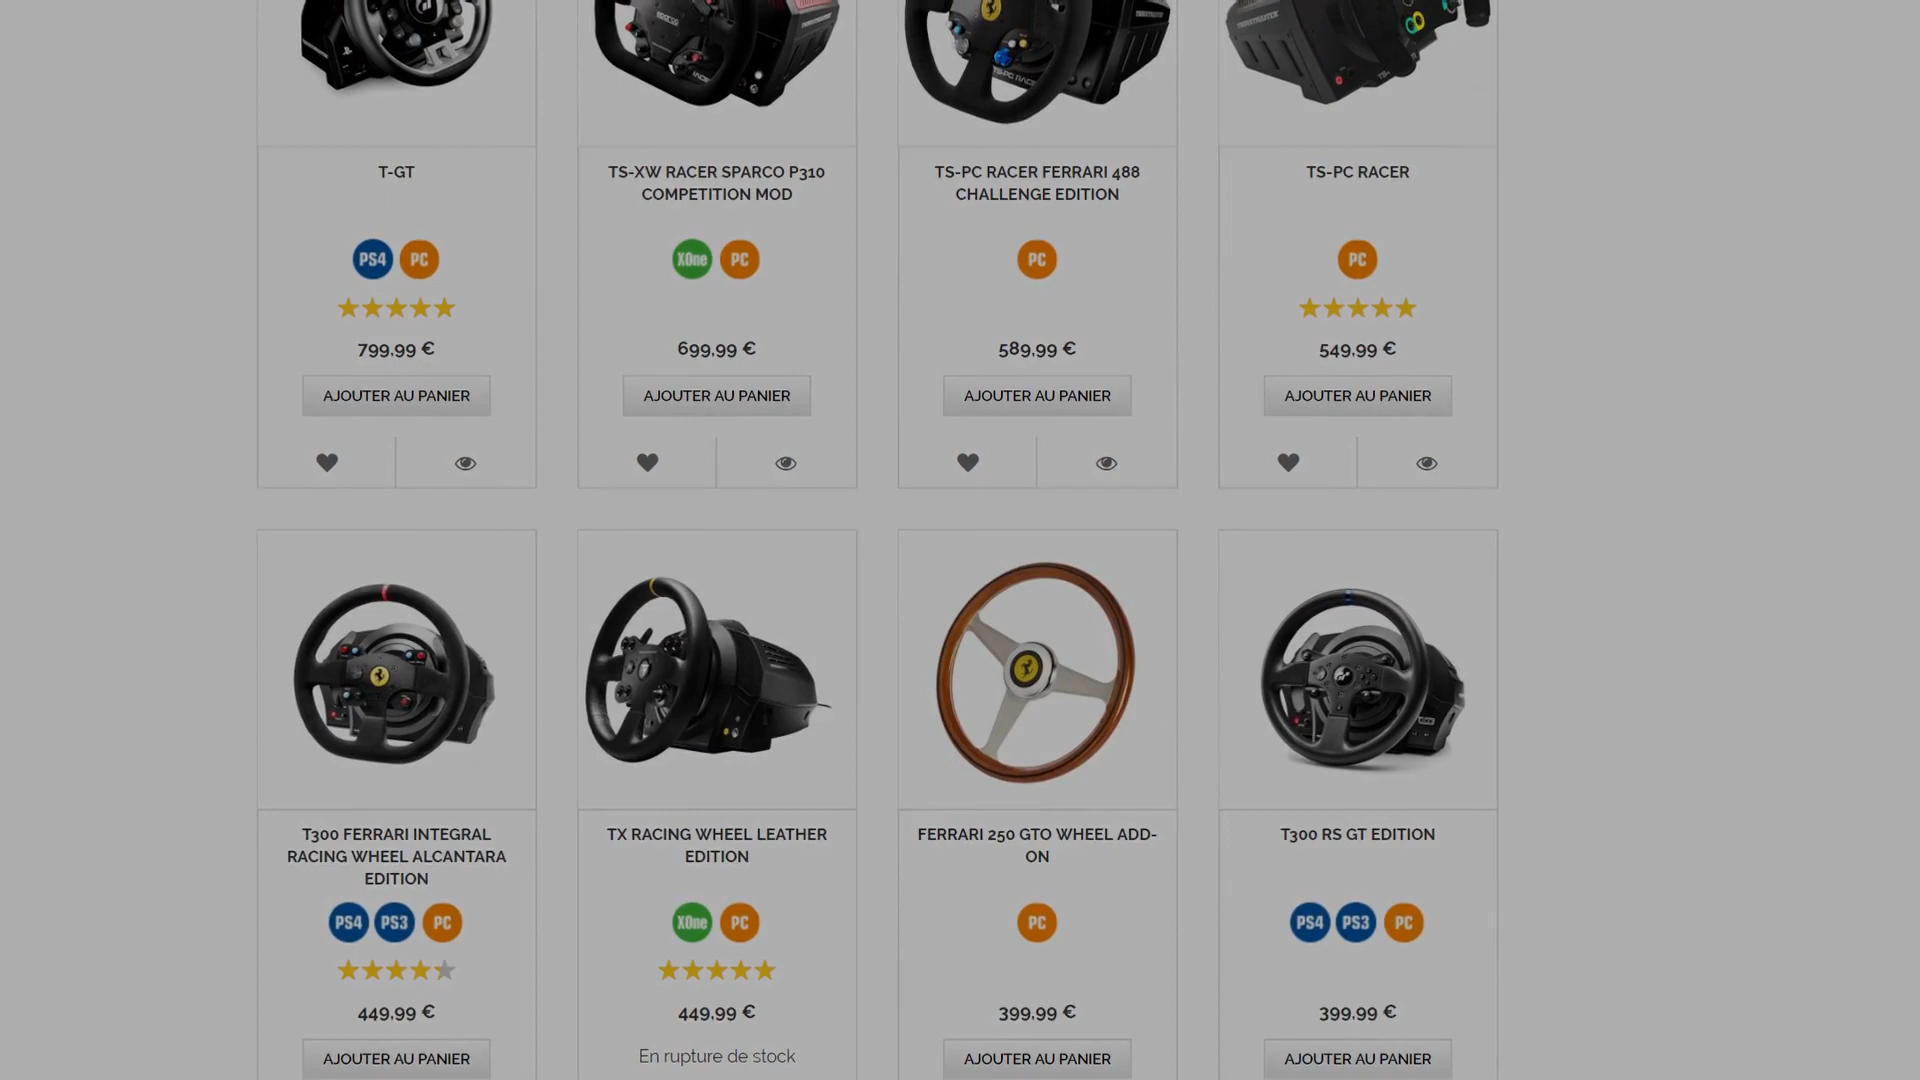 T-GT
TS-XW RACER SPARCO P310
COMPETITION MOD
TS-PC RACER FERRARI 488
CHALLENGE EDITION
TS-PC RACER
PS4 PC
XOne PC
PC
PC
799,99 €
699,99 €
589,99 €
549,99 €
AJOUTER AU PANIER
AJOUTER AU PANIER
AJOUTER AU PANIER
AJOUTER AU PANIER
T300 FERRARI INTEGRAL
RACING WHEEL ALCANTARA
EDITION
TX RACING WHEEL LEATHER
EDITION
FERRARI 250 GTO WHEEL ADD-
ON
T300 RS GT EDITION
PS4 PS3 PC
XOne PC
PC
PS4 PS3 PC
449,99 €
449,99 €
399,99 €
399,99 €
AJOUTER AU PANIER
En rupture de stock
AJOUTER AU PANIER
AJOUTER AU PANIER